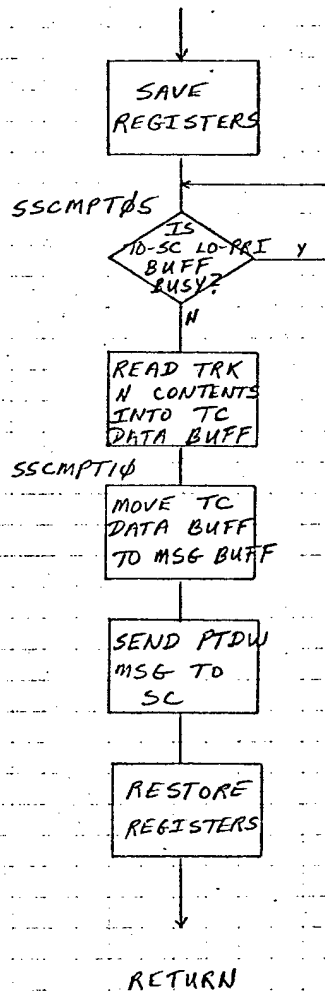 SAVE
REGISTERS
SSCMPTØ5
IS
TO-SC LO-PRI
BUFF
BUSY?
Y
N
READ TRK
N CONTENTS
INTO TC
DATA BUFF
SSCMPT1Ø
MOVE TC
DATA BUFF
TO MSG BUFF
SEND PTDW
MSG TO
SC
RESTORE
REGISTERS
RETURN